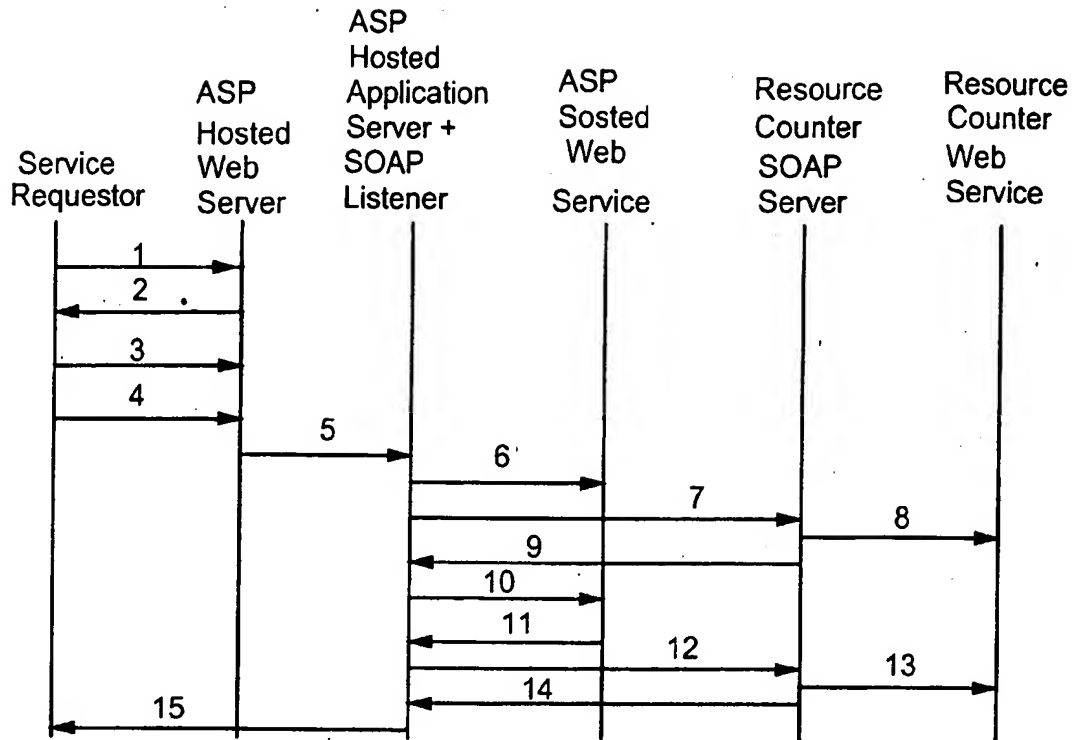 Service
Requestor
ASP
Hosted
Web
Server
ASP
Hosted
Application
Server +
SOAP
Listener
ASP
Sosted
Web
Service
Resource
Counter
SOAP
Server
Resource
Counter
Web
Service
1
2
3
4
5
6
7
8
9
10
11
12
13
14
15